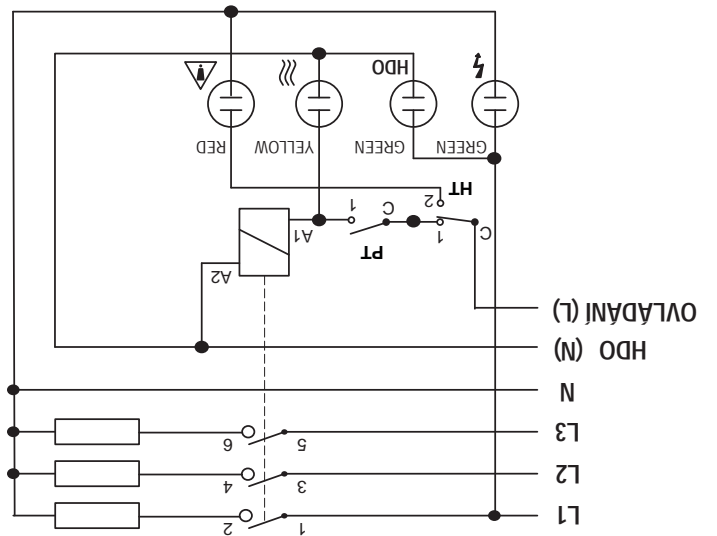 L1 1 2
L2 3 4
L3 5 6
N
HDO (N)
OVLÁDÁNÍ (L)
A2
PT
C 1 A1
C 1
2
HT
GREEN GREEN YELLOW RED
HDO